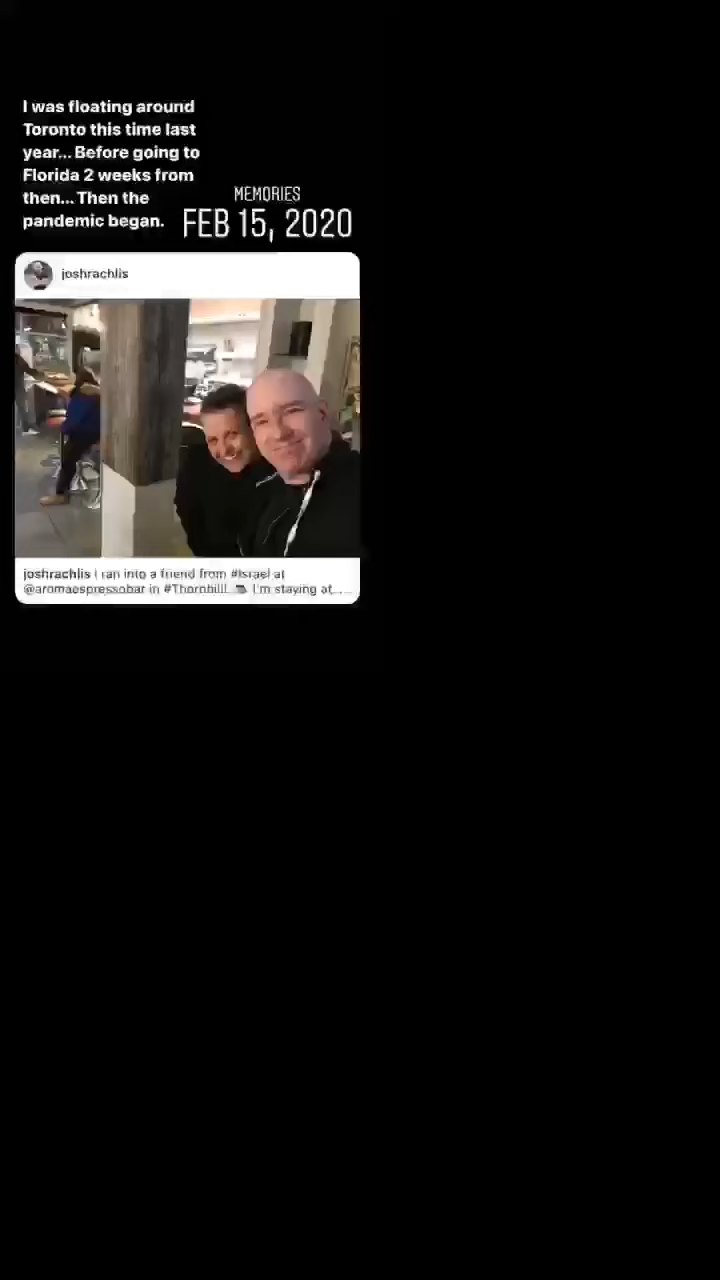 I was floating around
Toronto this time last
year... Before going to
Florida 2 weeks from
then... Then the
pandemic began.
MEMORIES
FEB 15, 2020
joshrachlis
joshrachlis I ran into a friend from #Israel at
@aromaespressobar in #Thornhill. I'm staying at...